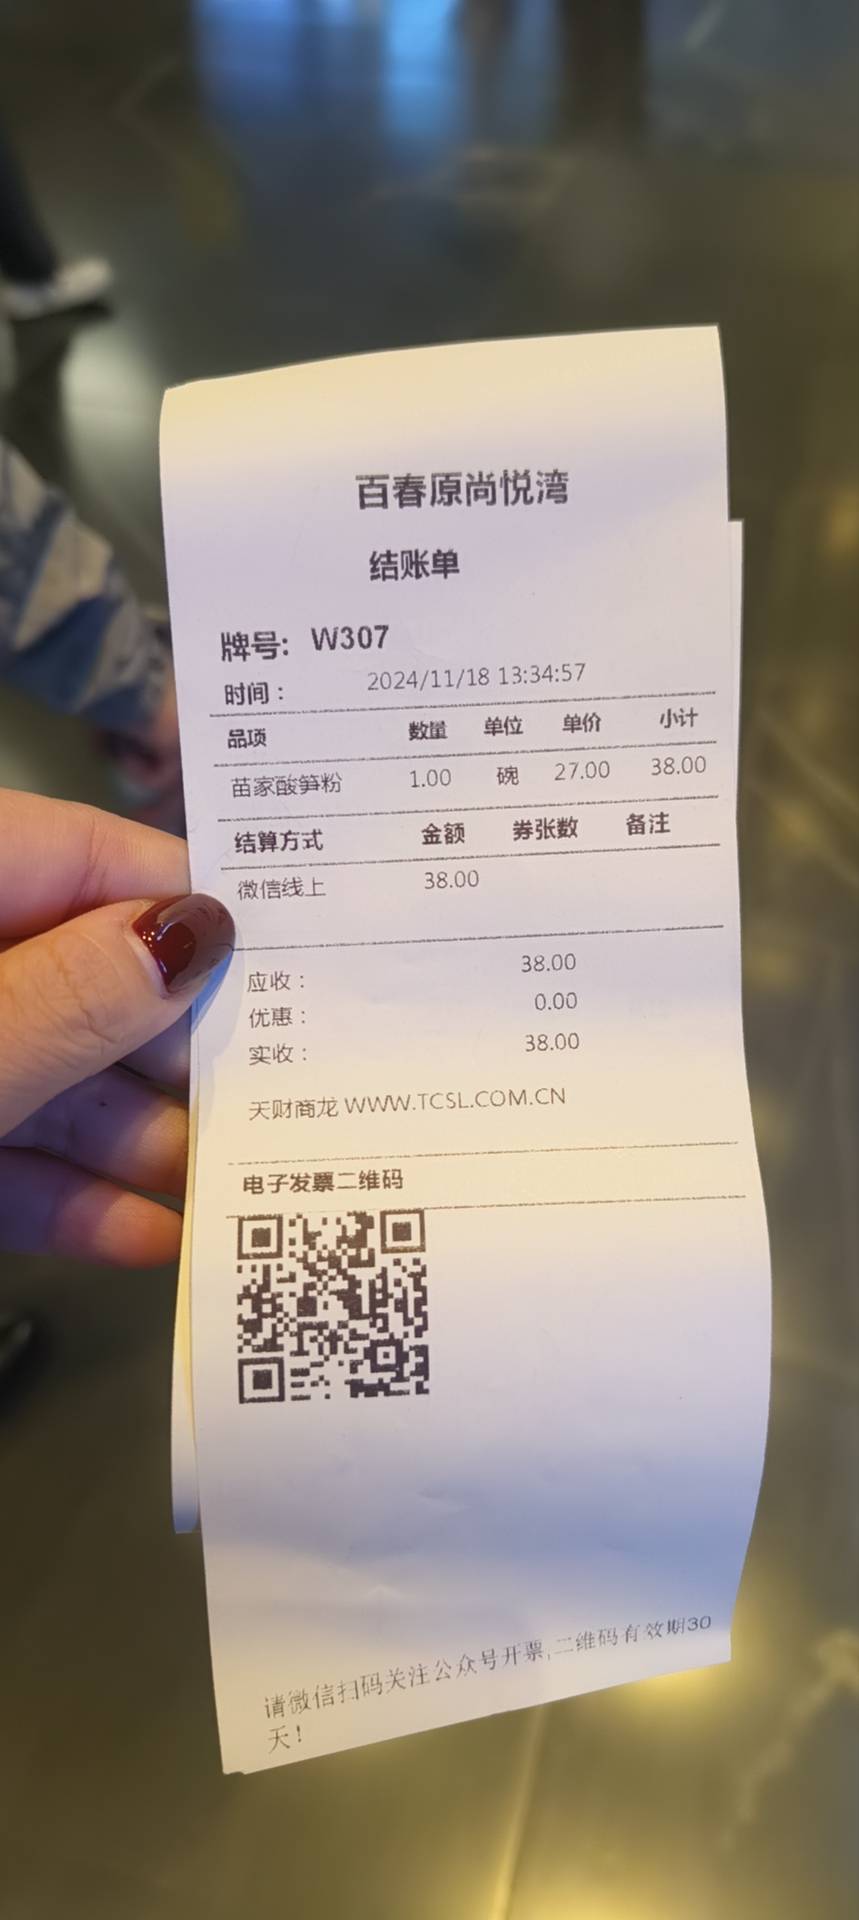 百春原尚悦湾
结账单
牌号: W307
时间： 2024/11/18 13:34:57
品项 数量 单位 单价 小计
苗家酸笋粉 1.00 碗 27.00 38.00
结算方式 金额 券张数 备注
微信线上 38.00
应收： 38.00
优惠： 0.00
实收： 38.00
天财商龙 WWW.TCSL.COM.CN
电子发票二维码
请微信扫码关注公众号开票,二维码有效期30
天!